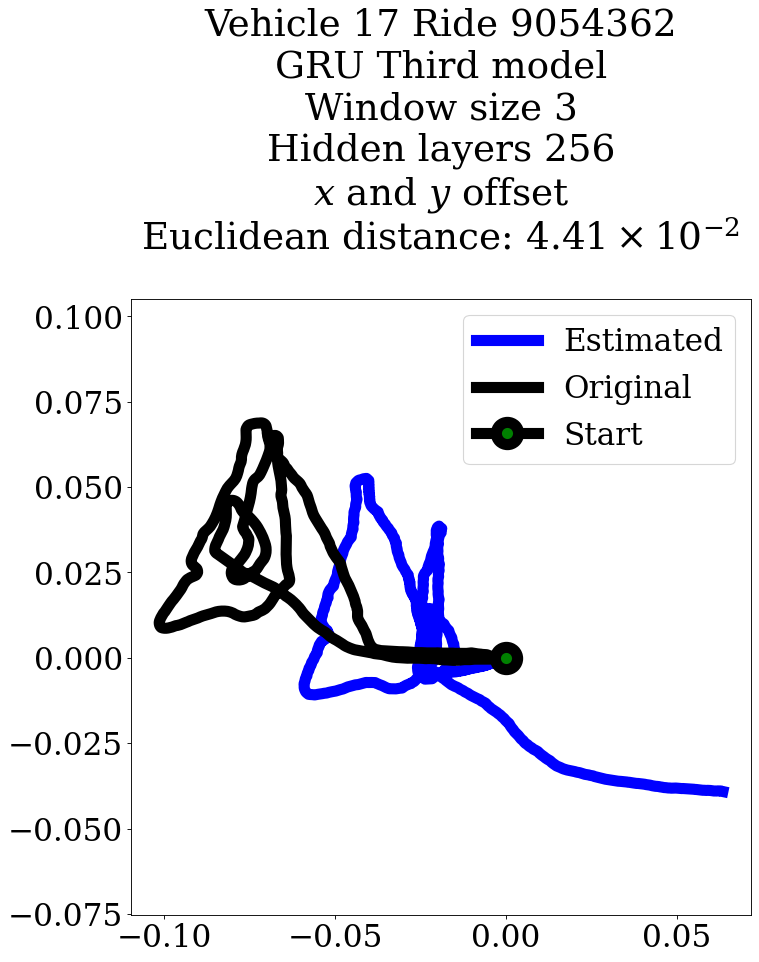 Vehicle 17 Ride 9054362
GRU Third model
Window size 3
Hidden layers 256
x and y offset
Euclidean distance: 4.41 × 10⁻²
Estimated
Original
Start
0.100
0.075
0.050
0.025
0.000
−0.025
−0.050
−0.075
−0.10
−0.05
0.00
0.05